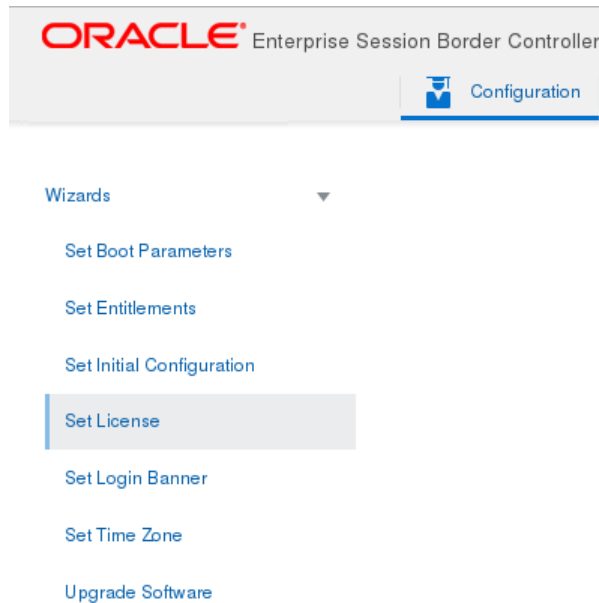 ORACLE Enterprise Session Border Controller
Configuration
Wizards
Set Boot Parameters
Set Entitlements
Set Initial Configuration
Set License
Set Login Banner
Set Time Zone
Upgrade Software